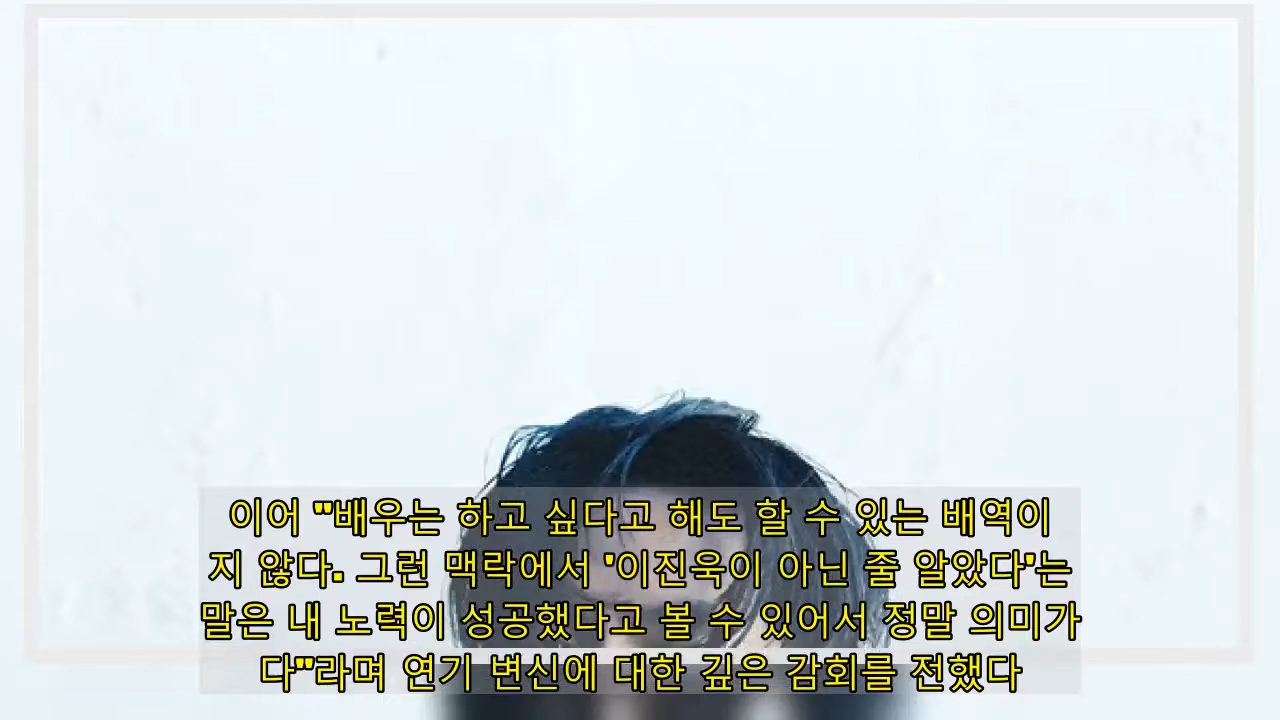 이어 "배우는 하고 싶다고 해도 할 수 있는 배역이
지 않다. 그런 맥락에서 '이진욱이 아닌 줄 알았다'는
말은 내 노력이 성공했다고 볼 수 있어서 정말 의미가
다"라며 연기 변신에 대한 깊은 감회를 전했다